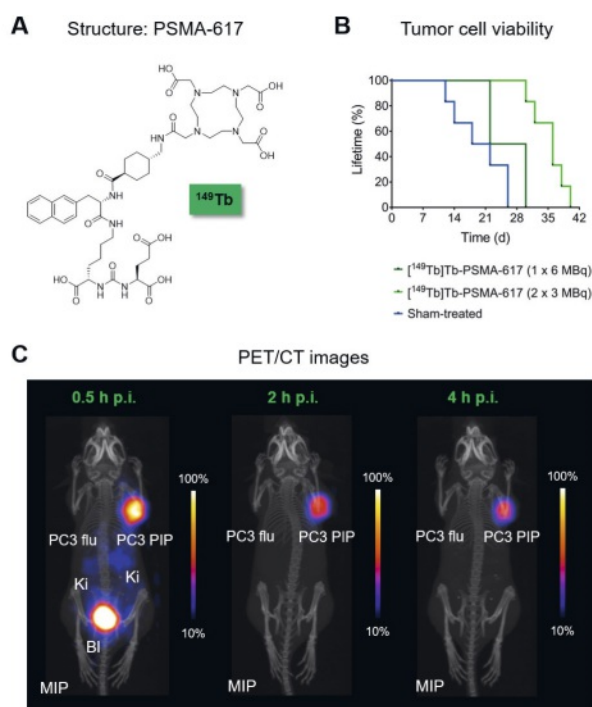 A Structure: PSMA-617
HO
O
O
OH
N
N
NH
O
N
N
O
OH
O
O
NH
HN
O
¹⁴⁹Tb
O
OH
HO
O
N
H
O
N
H
O
OH
B Tumor cell viability
Lifetime (%)
100
80
60
40
20
0
0 7 14 21 28 35 42
Time (d)
[¹⁴⁹Tb]Tb-PSMA-617 (1 x 6 MBq)
[¹⁴⁹Tb]Tb-PSMA-617 (2 x 3 MBq)
Sham-treated
C PET/CT images
0.5 h p.i. 2 h p.i. 4 h p.i.
100% 100% 100%
PC3 flu PC3 PIP PC3 flu PC3 PIP PC3 flu PC3 PIP
Ki Ki
10% 10% 10%
Bl
MIP MIP MIP